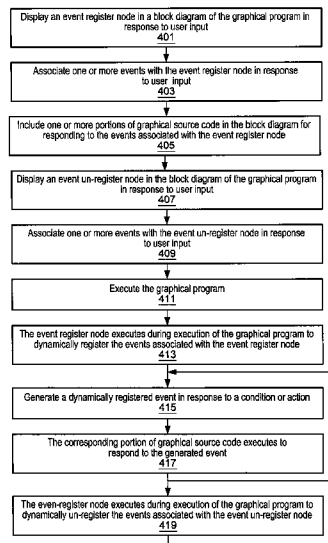 Display an event register node in a block diagram of the graphical program in
response to user input
401
Associate one or more events with the event register node in response
to user input
403
Include one or more portions of graphical source code in the block diagram for
responding to the events associated with the event register node
405
Display an event un-register node in the block diagram of the graphical program
in response to user input
407
Associate one or more events with the event un-register node in response
to user input
409
Execute the graphical program
411
The event register node executes during execution of the graphical program to
dynamically register the events associated with the event register node
413
Generate a dynamically registered event in response to a condition or action
415
The corresponding portion of graphical source code executes to
respond to the generated event
417
The even-register node executes during execution of the graphical program to
dynamically un-register the events associated with the event un-register node
419